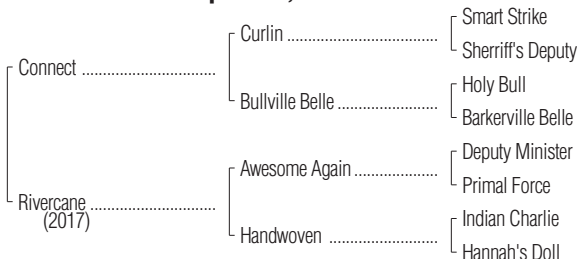 Smart Strike
Curlin ............................................
Sherriff's Deputy
Connect ........................................
Holy Bull
Bullville Belle .............................
Barkerville Belle
Deputy Minister
Awesome Again ........................
Primal Force
Rivercane .....................................
(2017)
Indian Charlie
Handwoven ...............................
Hannah's Doll